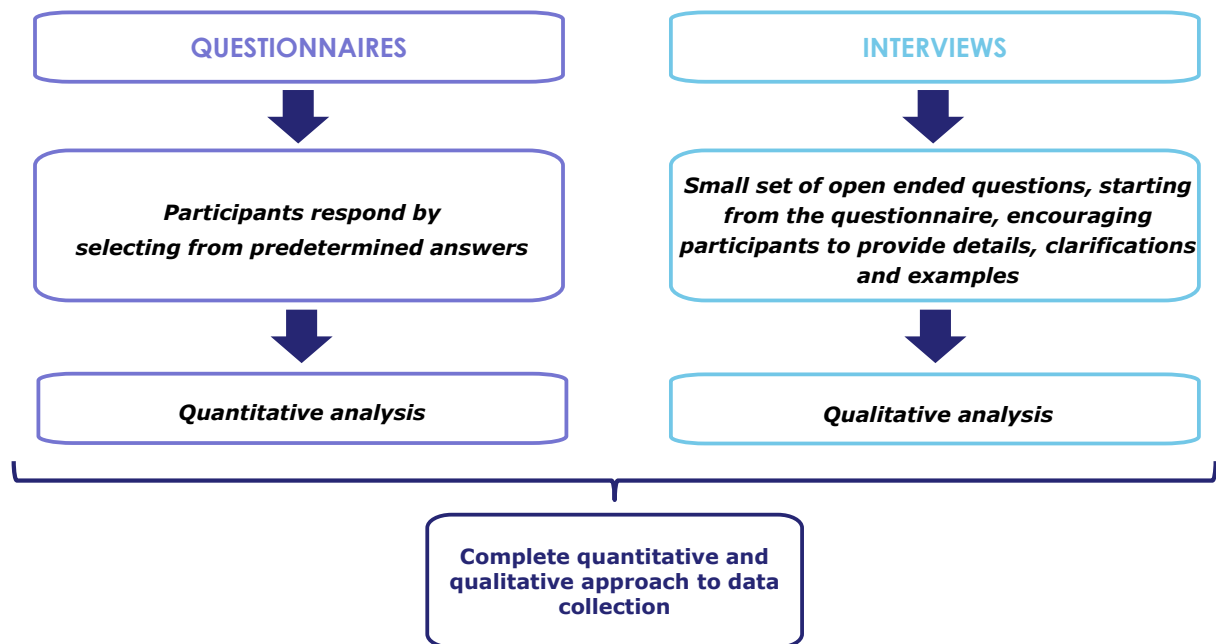 QUESTIONNAIRES
Participants respond by
selecting from predetermined answers
Quantitative analysis
INTERVIEWS
Small set of open ended questions, starting
from the questionnaire, encouraging
participants to provide details, clarifications
and examples
Qualitative analysis
Complete quantitative and
qualitative approach to data
collection